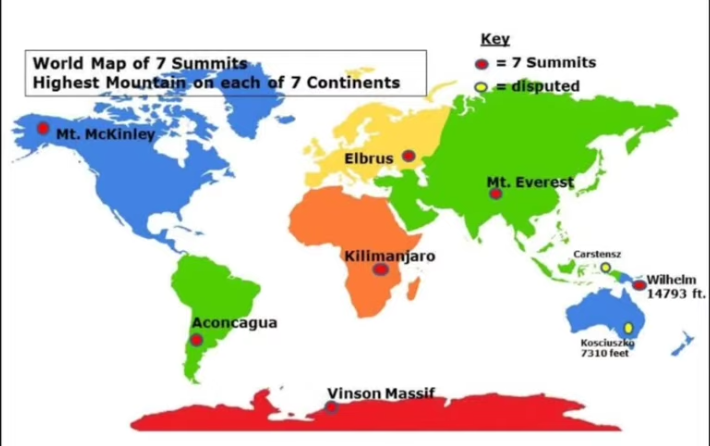 World Map of 7 Summits
Highest Mountain on each of 7 Continents
Key
= 7 Summits
= disputed
Mt. McKinley
Elbrus
Mt. Everest
Kilimanjaro
Carstensz
Wilhelm
14793 ft.
Aconcagua
Kosciuszko
7310 feet
Vinson Massif